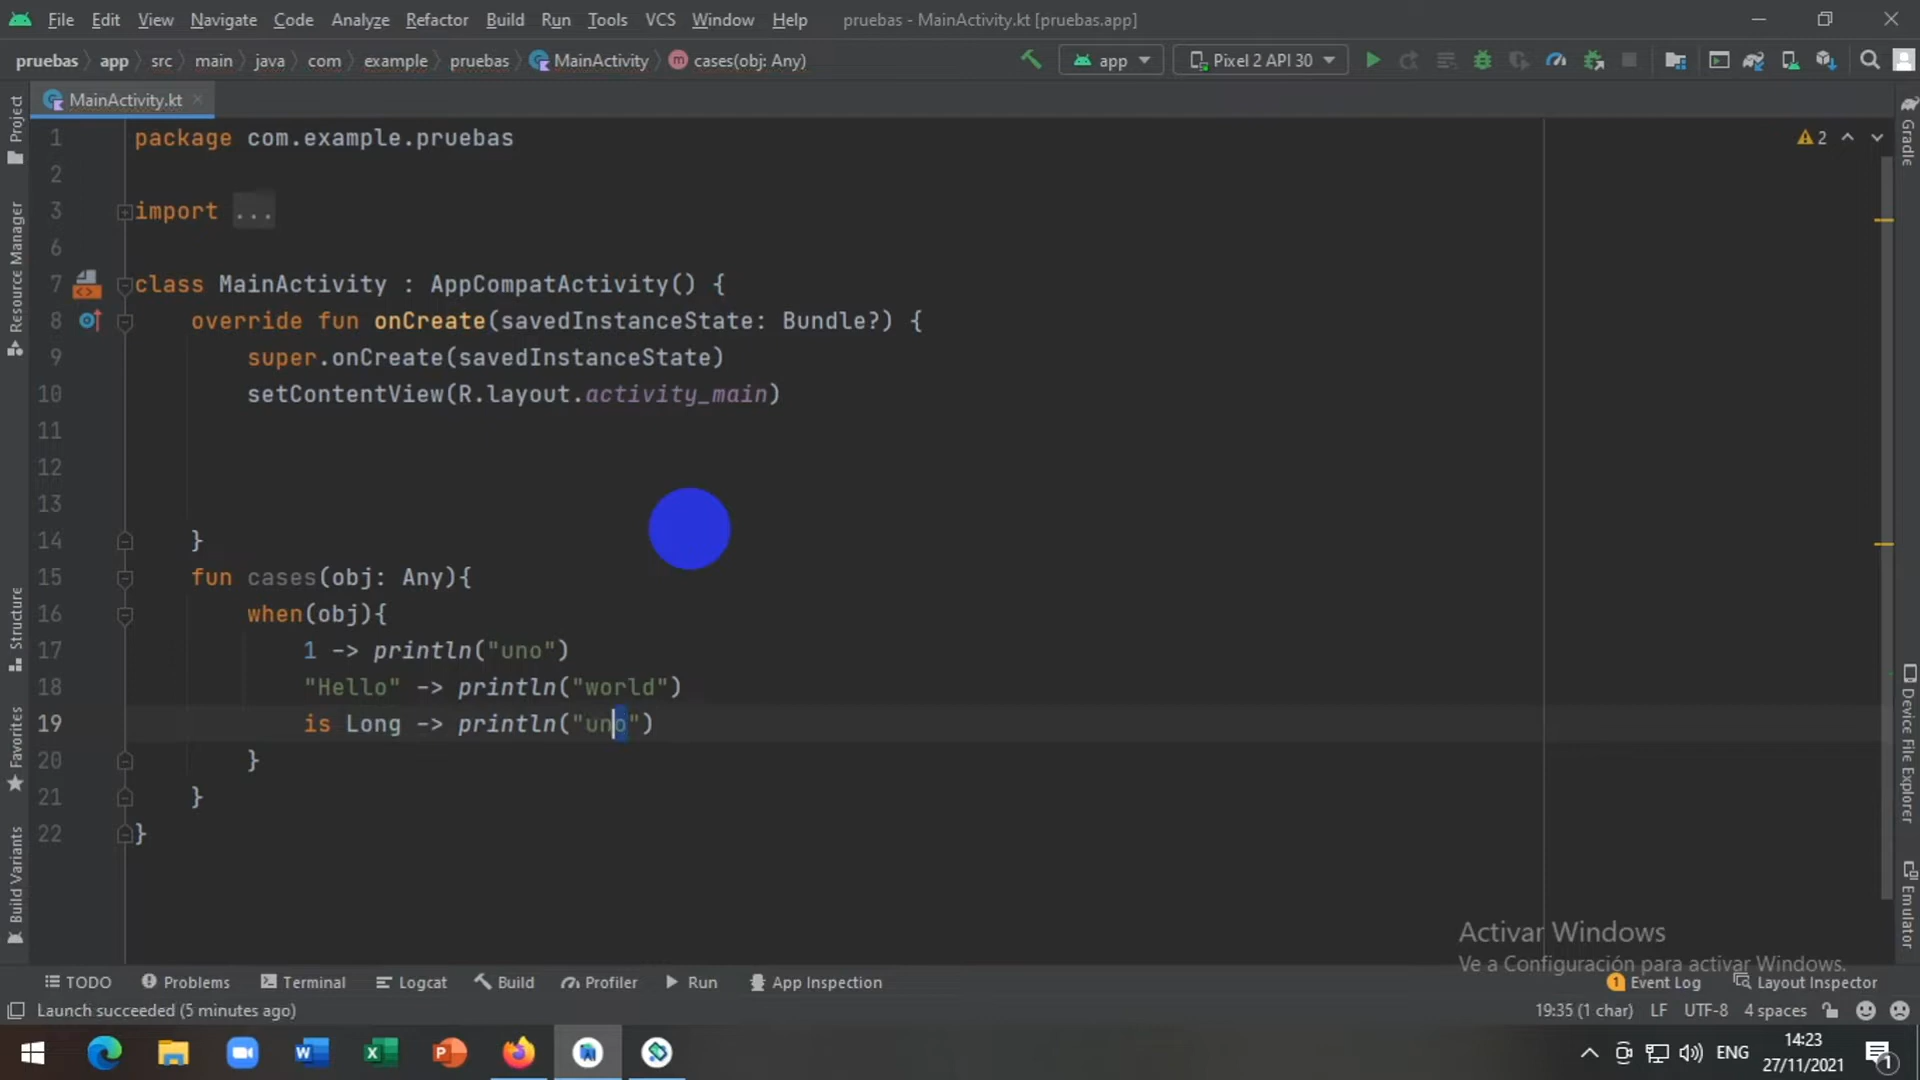 File Edit View Navigate Code Analyze Refactor Build Run Tools VCS Window Help pruebas - MainActivity.kt [pruebas.app]
pruebas app src main java com example pruebas MainActivity m cases(obj: Any) app Pixel 2 API 30
MainActivity.kt
1 package com.example.pruebas
2
3 import ...
6
7 class MainActivity : AppCompatActivity() {
8 override fun onCreate(savedInstanceState: Bundle?) {
9 super.onCreate(savedInstanceState)
10 setContentView(R.layout.activity_main)
11
12
13
14 }
15 fun cases(obj: Any){
16 when(obj){
17 1 -> println("uno")
18 "Hello" -> println("world")
19 is Long -> println("uno")
20 }
21 }
22 }
2
Project
Resource Manager
Structure
Favorites
Build Variants
Gradle
Device File Explorer
Emulator
Activar Windows
Ve a Configuración para activar Windows.
TODO Problems Terminal Logcat Build Profiler Run App Inspection 1 Event Log Layout Inspector
Launch succeeded (5 minutes ago) 19:35 (1 char) LF UTF-8 4 spaces
ENG 14:23
27/11/2021
1